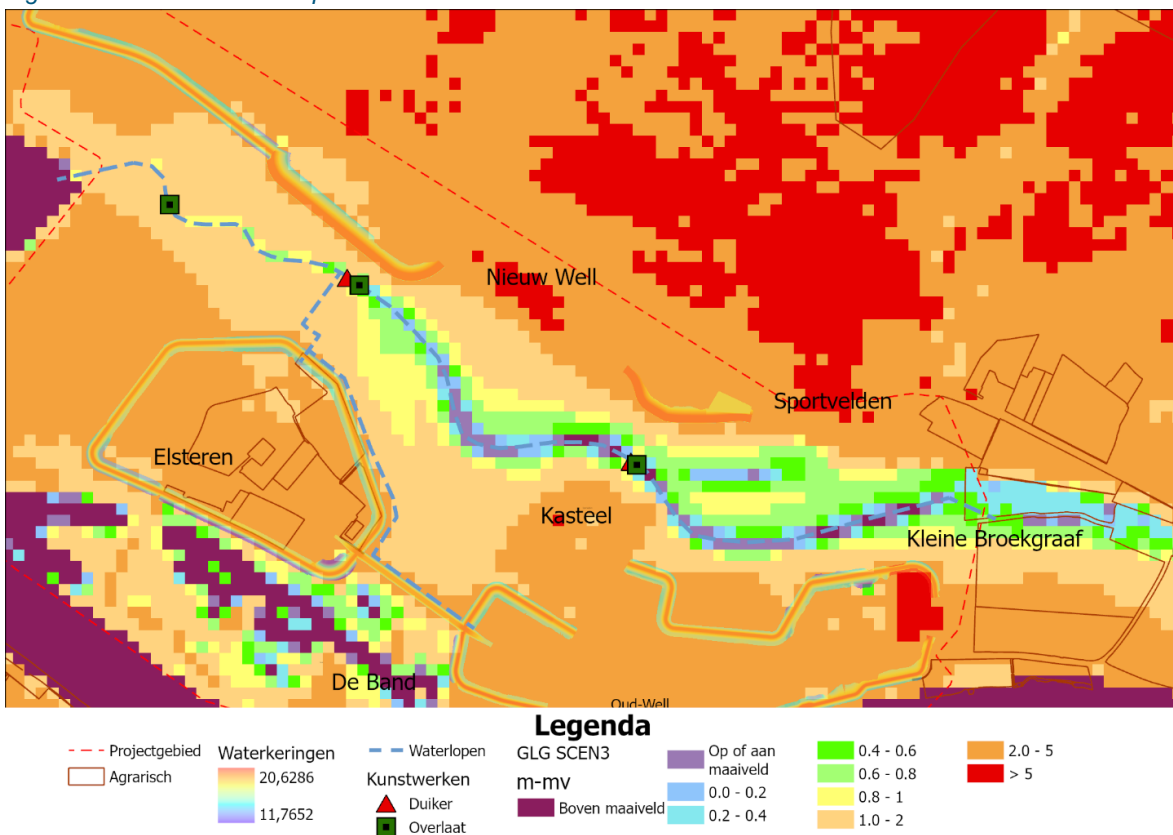 Nieuw Well
Sportvelden
Elsteren
Kasteel
Kleine Broekgraaf
De Band
Oud-Well
Legenda
Projectgebied
Agrarisch
Waterkeringen
20,6286
11,7652
Waterlopen
Kunstwerken
Duiker
Overlaat
GLG SCEN3
m-mv
Boven maaiveld
Op of aan
maaiveld
0.0 - 0.2
0.2 - 0.4
0.4 - 0.6
0.6 - 0.8
0.8 - 1
1.0 - 2
2.0 - 5
> 5